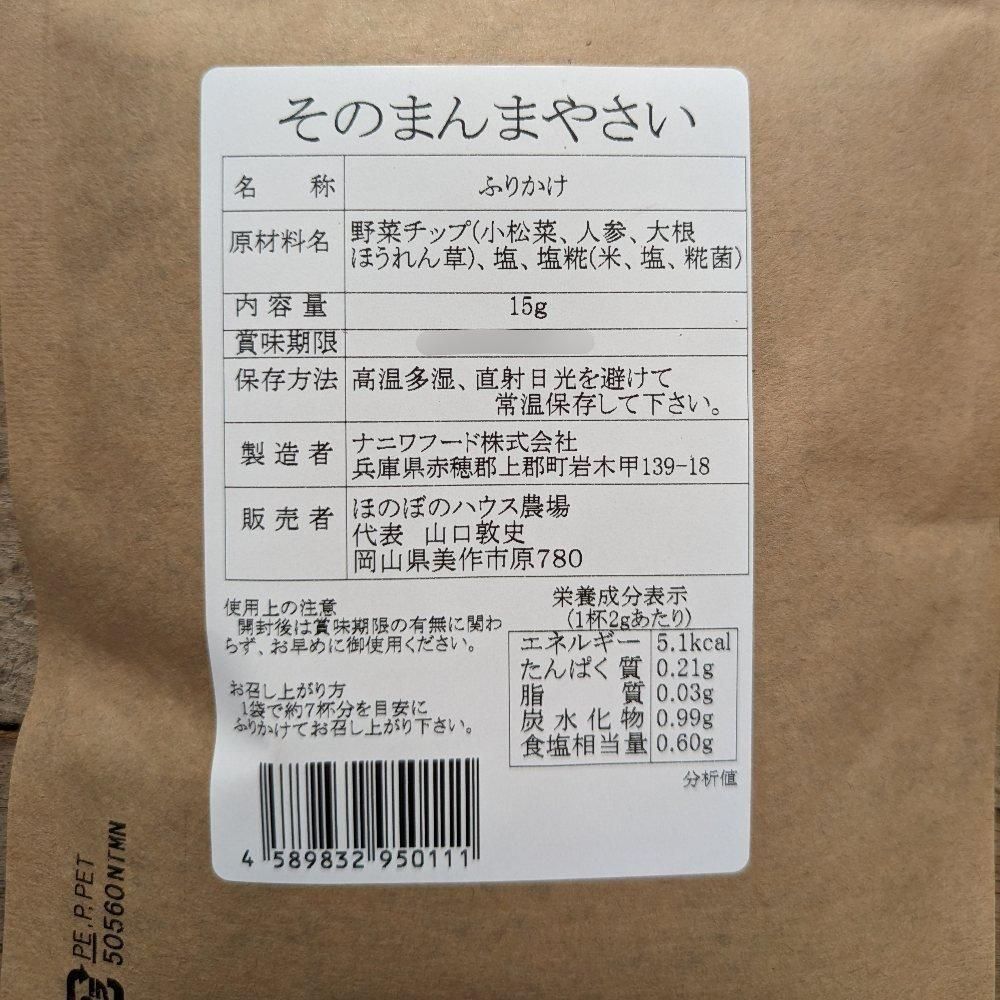 そのまんまやさい
名称 ふりかけ
原材料名 野菜チップ(小松菜、人参、大根
ほうれん草)、塩、塩糀(米、塩、糀菌)
内容量 15g
賞味期限
保存方法 高温多湿、直射日光を避けて
常温保存して下さい。
製造者 ナニワフード株式会社
兵庫県赤穂郡上郡町岩木甲139-18
販売者 ほのぼのハウス農場
代表 山口敦史
岡山県美作市原780
使用上の注意
開封後は賞味期限の有無に関わ
らず、お早めに御使用ください。
お召し上がり方
1袋で約7杯分を目安に
ふりかけてお召し上がり下さい。
栄養成分表示
(1杯2gあたり)
エネルギー 5.1kcal
たんぱく質 0.21g
脂質 0.03g
炭水化物 0.99g
食塩相当量 0.60g
分析値
4 589832 950111
PE,P,PET
50560NTMN